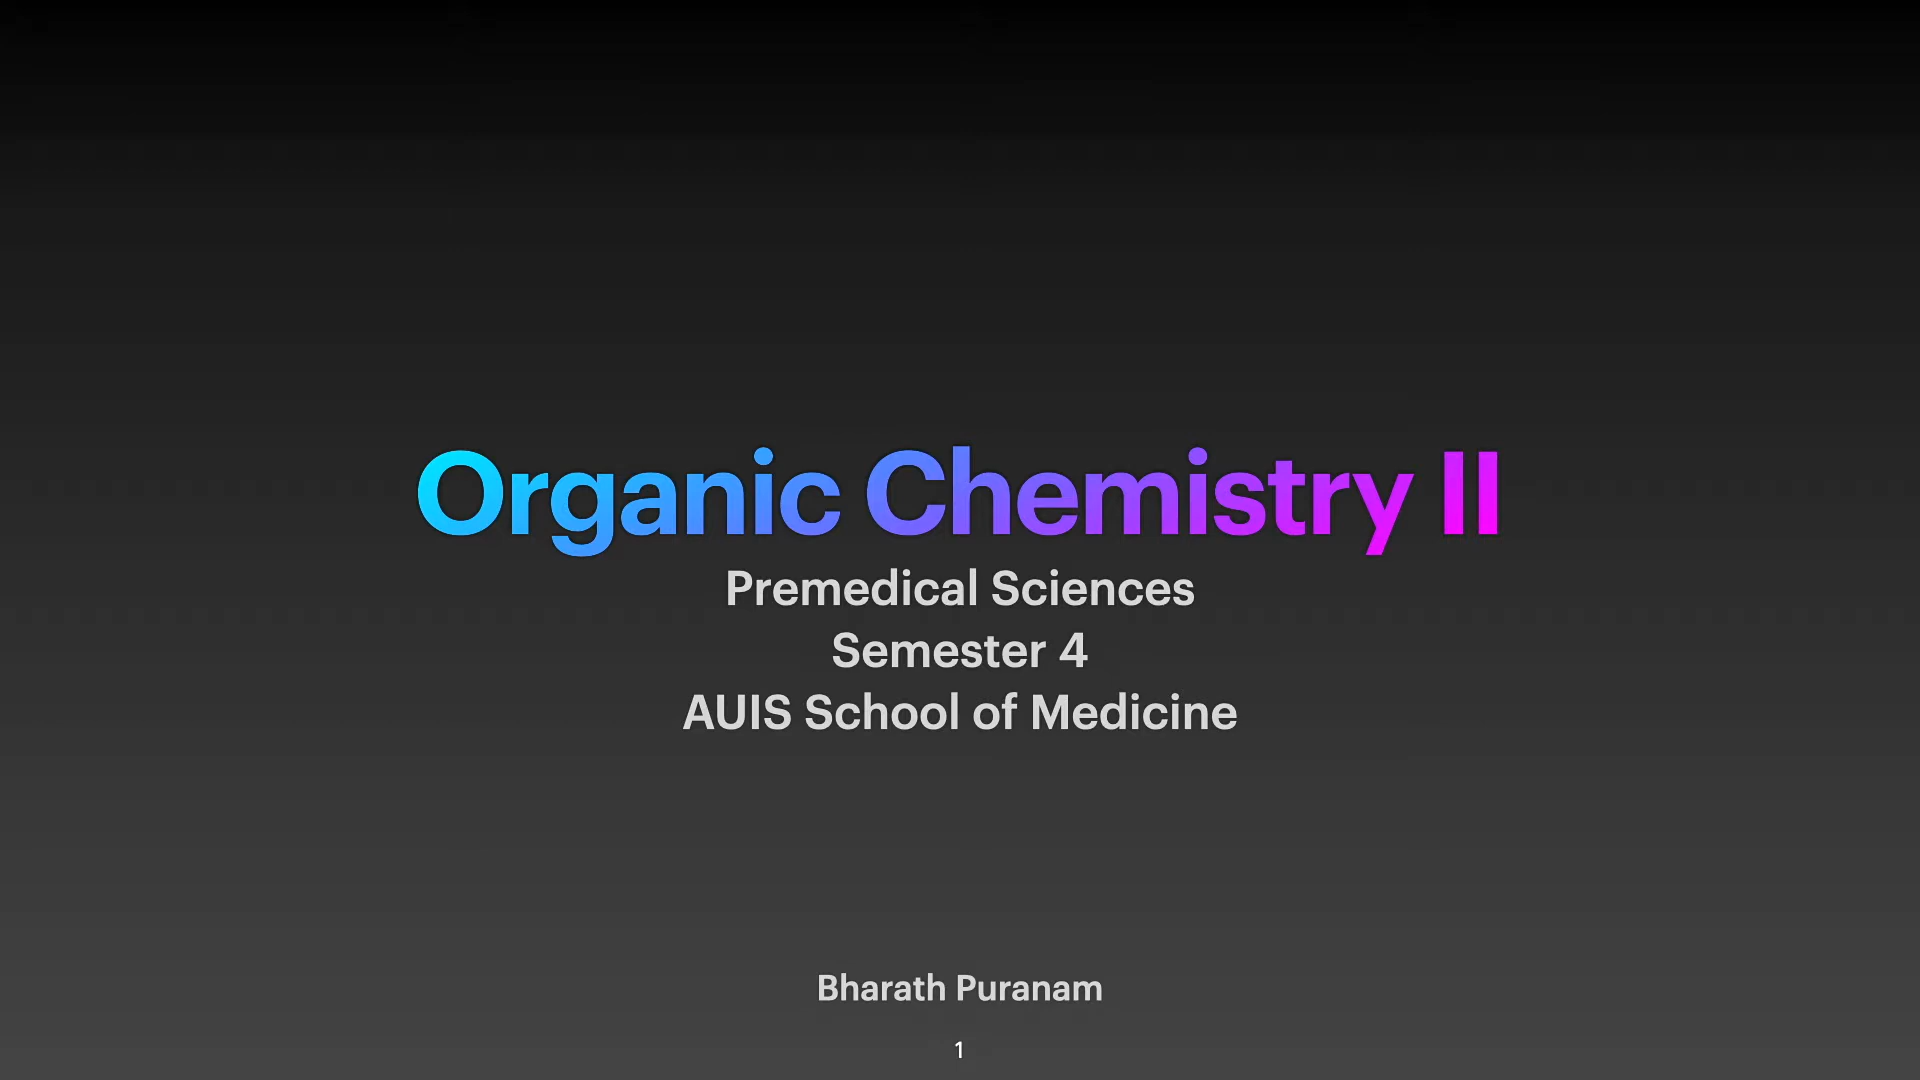 Organic Chemistry II
Premedical Sciences
Semester 4
AUIS School of Medicine
Bharath Puranam
1